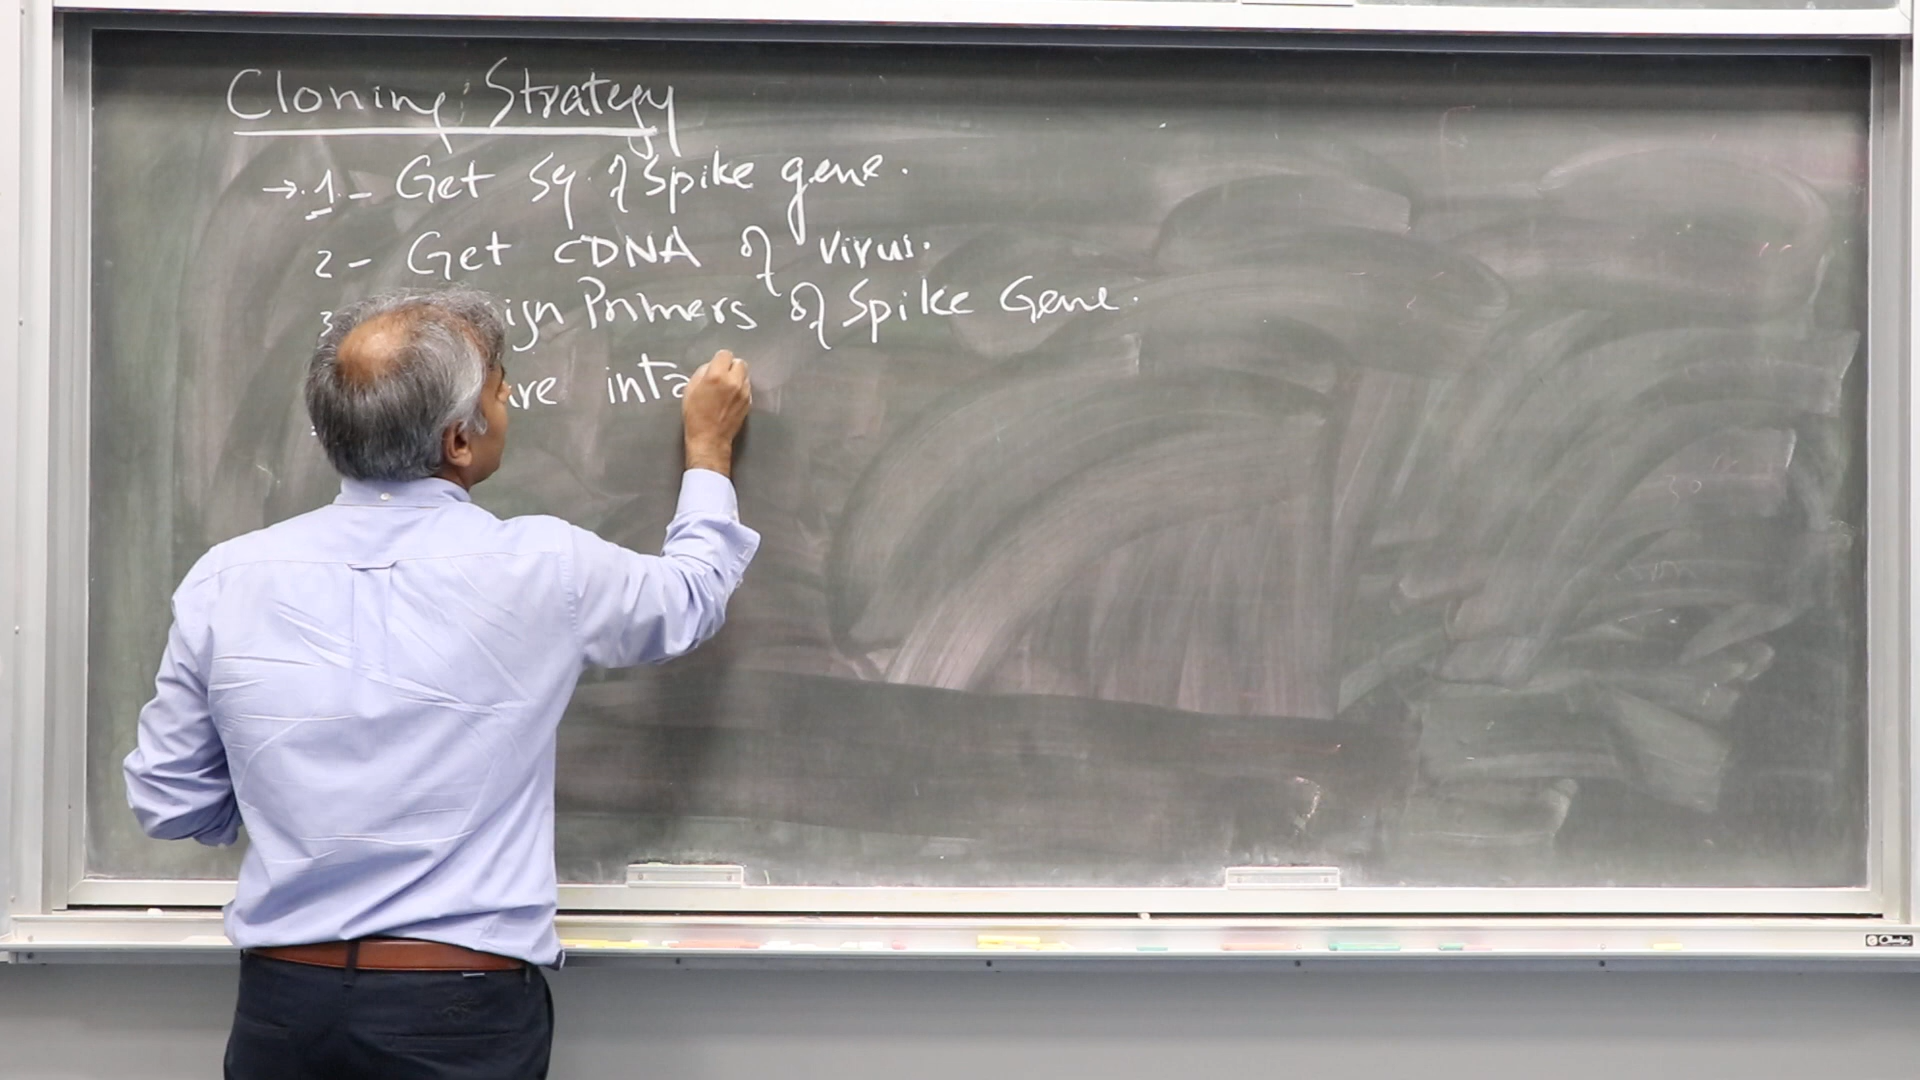 Cloning Strategy
→ 1 - Get sq. of Spike gene.
2 - Get CDNA of virus.
3 ign Primers of Spike Gene.
ire inta